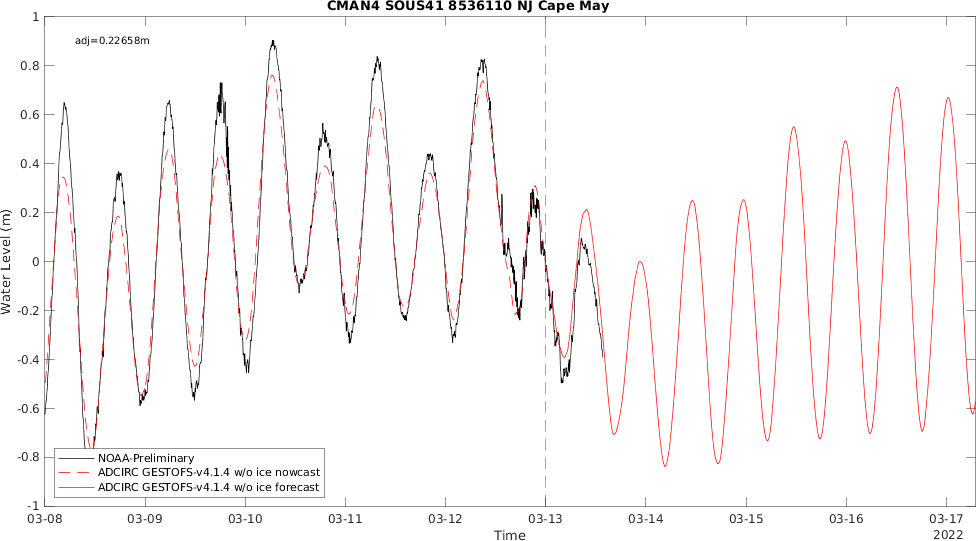 CMAN4 SOUS41 8536110 NJ Cape May
adj=0.22658m
1
0.8
0.6
0.4
0.2
0
-0.2
-0.4
-0.6
-0.8
-1
Water Level (m)
NOAA-Preliminary
ADCIRC GESTOFS-v4.1.4 w/o ice nowcast
ADCIRC GESTOFS-v4.1.4 w/o ice forecast
03-08 03-09 03-10 03-11 03-12 03-13 03-14 03-15 03-16 03-17
Time
2022